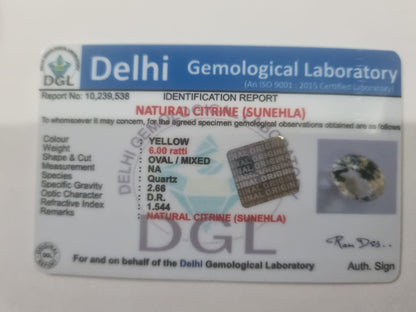 DGL
Delhi Gemological Laboratory
(An ISO 9001 : 2015 Certified Laboratory)
Report No: 10,239,538 IDENTIFICATION REPORT
NATURAL CITRINE (SUNEHLA)
To whomsoever it may concern, for the agreed specimen gemological observations obtained are as follows
Colour : YELLOW
Weight : 6.00 ratti
Shape & Cut : OVAL / MIXED
Measurement : NA
Species : Quartz
Specific Gravity : 2.66
Optic Character : D.R.
Refractive Index : 1.544
Remarks : NATURAL CITRINE (SUNEHLA)
DGL
For and on behalf of the Delhi Gemological Laboratory Auth. Sign